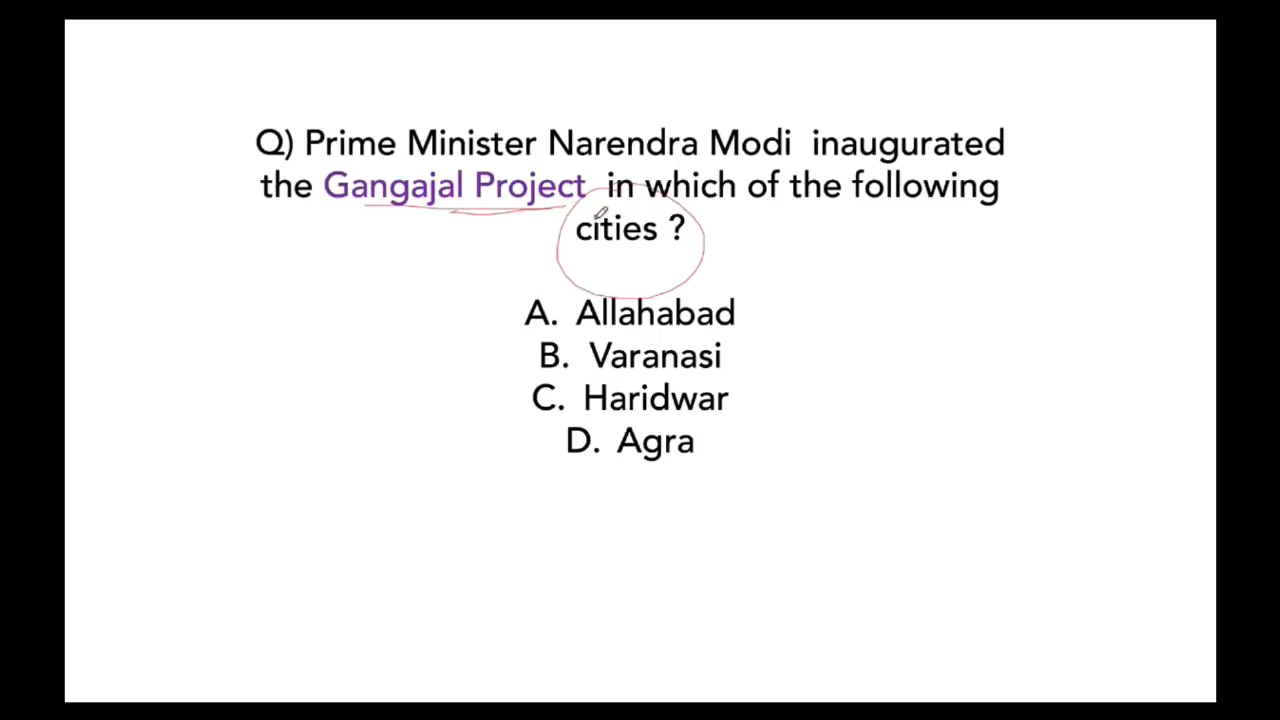 Q) Prime Minister Narendra Modi inaugurated
the Gangajal Project in which of the following
cities ?
A. Allahabad
B. Varanasi
C. Haridwar
D. Agra